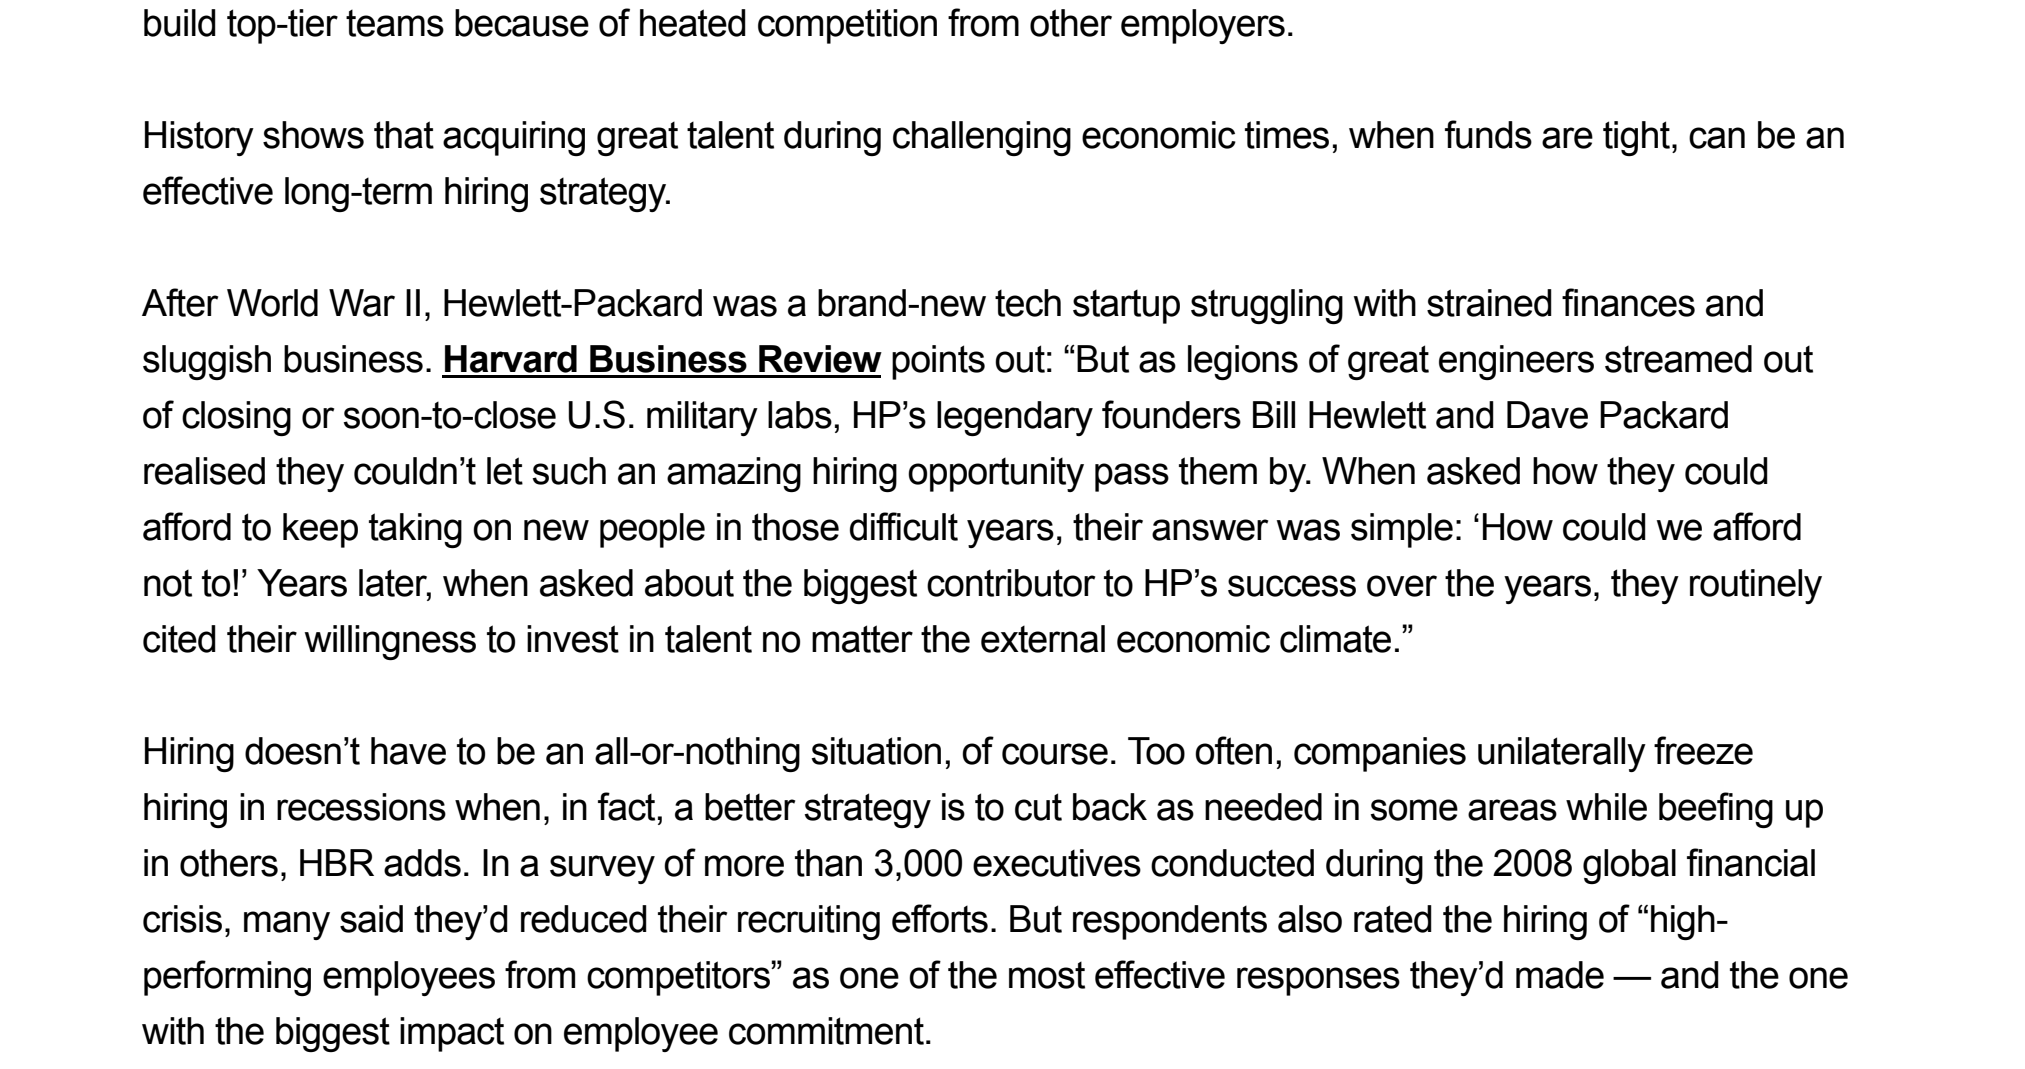 build top-tier teams because of heated competition from other employers.
History shows that acquiring great talent during challenging economic times, when funds are tight, can be an
effective long-term hiring strategy.
After World War II, Hewlett-Packard was a brand-new tech startup struggling with strained finances and
sluggish business. Harvard Business Review points out: “But as legions of great engineers streamed out
of closing or soon-to-close U.S. military labs, HP’s legendary founders Bill Hewlett and Dave Packard
realised they couldn’t let such an amazing hiring opportunity pass them by. When asked how they could
afford to keep taking on new people in those difficult years, their answer was simple: ‘How could we afford
not to!’ Years later, when asked about the biggest contributor to HP’s success over the years, they routinely
cited their willingness to invest in talent no matter the external economic climate.”
Hiring doesn’t have to be an all-or-nothing situation, of course. Too often, companies unilaterally freeze
hiring in recessions when, in fact, a better strategy is to cut back as needed in some areas while beefing up
in others, HBR adds. In a survey of more than 3,000 executives conducted during the 2008 global financial
crisis, many said they’d reduced their recruiting efforts. But respondents also rated the hiring of “high-
performing employees from competitors” as one of the most effective responses they’d made — and the one
with the biggest impact on employee commitment.